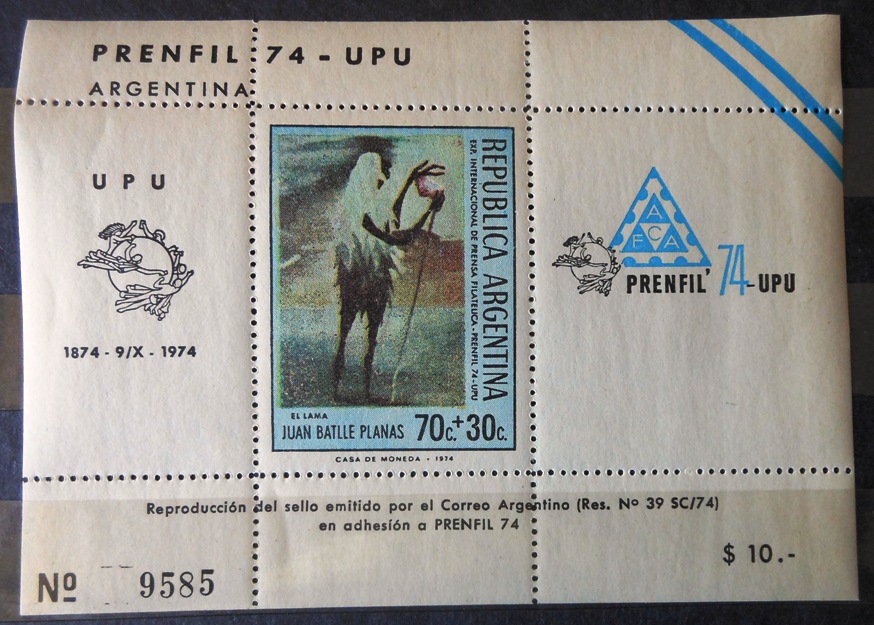 PRENFIL 74 - UPU
ARGENTINA
U P U
1874 - 9/X - 1974
REPUBLICA ARGENTINA
EXP. INTERNACIONAL DE PRENSA FILATELICA - PRENFIL 74 - UPU
EL LAMA
JUAN BATLLE PLANAS 70c.+30c.
CASA DE MONEDA - 1974
A
F C A
PRENFIL' 74-UPU
Reproducción del sello emitido por el Correo Argentino (Res. Nº 39 SC/74)
en adhesión a PRENFIL 74
$ 10.-
Nº 9585